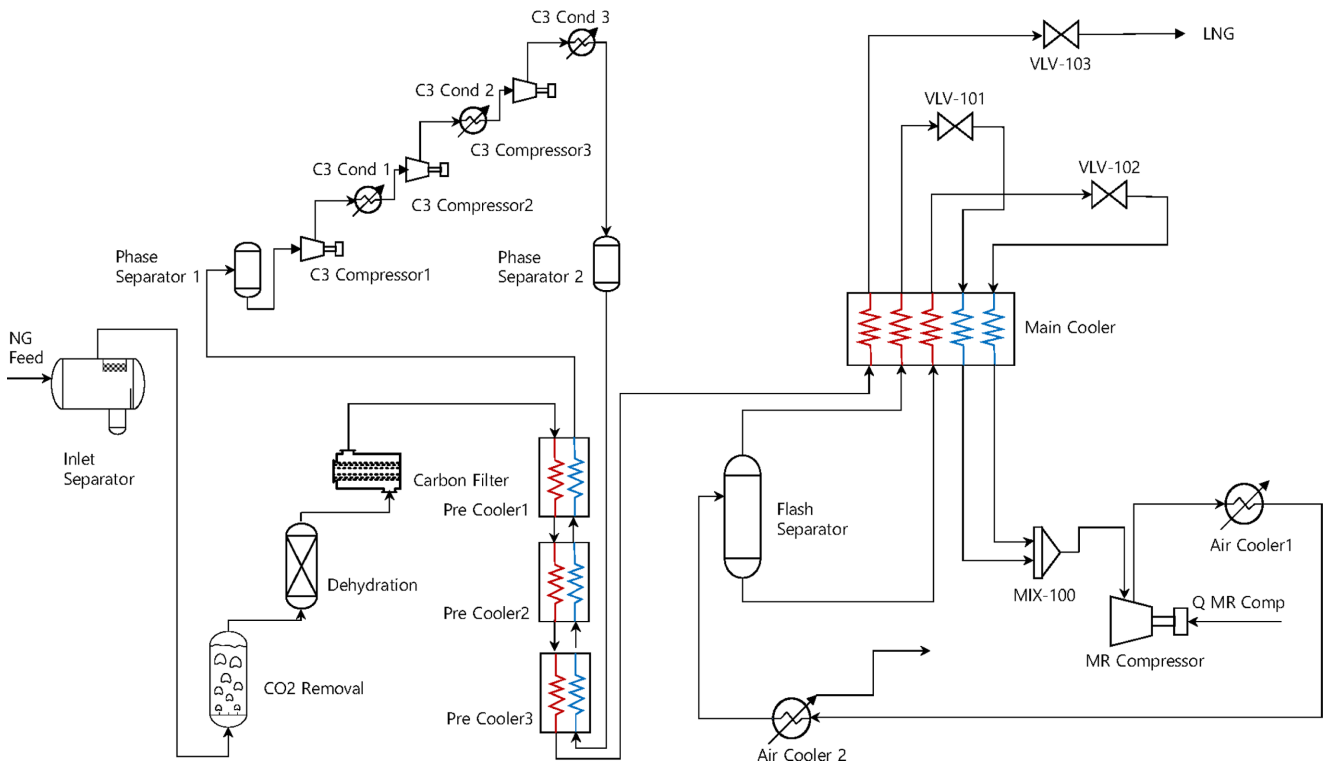 C3 Cond 3
LNG
VLV-103
C3 Cond 2
VLV-101
C3 Compressor3
C3 Cond 1
VLV-102
C3 Compressor2
Phase
Separator 1
Phase
Separator 2
C3 Compressor1
NG
Feed
Main Cooler
Inlet
Separator
Carbon Filter
Pre Cooler1
Flash
Separator
Air Cooler1
Dehydration
MIX-100
Pre Cooler2
Q MR Comp
MR Compressor
CO2 Removal
Pre Cooler3
Air Cooler 2